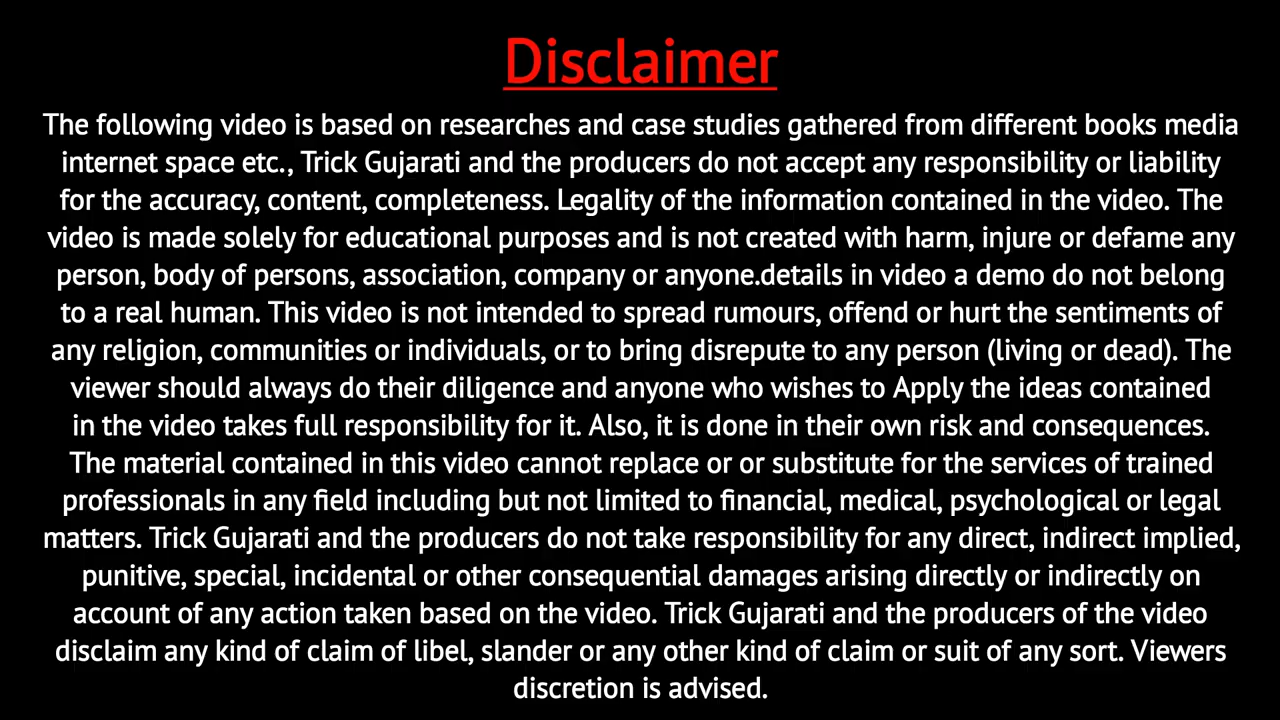 Disclaimer
The following video is based on researches and case studies gathered from different books media
internet space etc., Trick Gujarati and the producers do not accept any responsibility or liability
for the accuracy, content, completeness. Legality of the information contained in the video. The
video is made solely for educational purposes and is not created with harm, injure or defame any
person, body of persons, association, company or anyone.details in video a demo do not belong
to a real human. This video is not intended to spread rumours, offend or hurt the sentiments of
any religion, communities or individuals, or to bring disrepute to any person (living or dead). The
viewer should always do their diligence and anyone who wishes to Apply the ideas contained
in the video takes full responsibility for it. Also, it is done in their own risk and consequences.
The material contained in this video cannot replace or or substitute for the services of trained
professionals in any field including but not limited to financial, medical, psychological or legal
matters. Trick Gujarati and the producers do not take responsibility for any direct, indirect implied,
punitive, special, incidental or other consequential damages arising directly or indirectly on
account of any action taken based on the video. Trick Gujarati and the producers of the video
disclaim any kind of claim of libel, slander or any other kind of claim or suit of any sort. Viewers
discretion is advised.